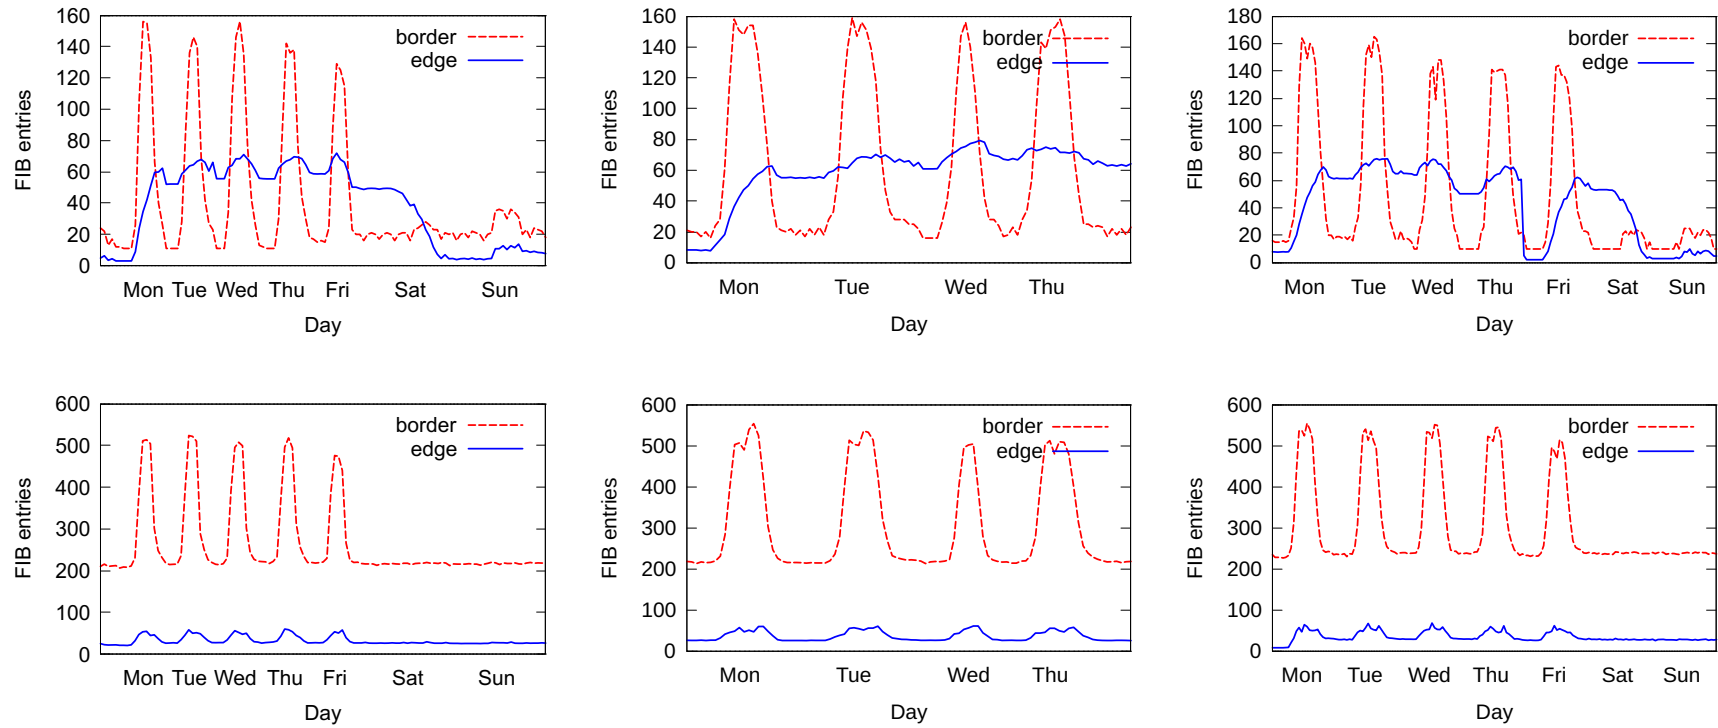 160
140
120
100
80
60
40
20
0
FIB entries
border
edge
Mon Tue Wed Thu Fri Sat Sun
Day
160
140
120
100
80
60
40
20
0
FIB entries
border
edge
Mon Tue Wed Thu
Day
180
160
140
120
100
80
60
40
20
0
FIB entries
border
edge
Mon Tue Wed Thu Fri Sat Sun
Day
600
500
400
300
200
100
0
FIB entries
border
edge
Mon Tue Wed Thu Fri Sat Sun
Day
600
500
400
300
200
100
0
FIB entries
border
edge
Mon Tue Wed Thu
Day
600
500
400
300
200
100
0
FIB entries
border
edge
Mon Tue Wed Thu Fri Sat Sun
Day